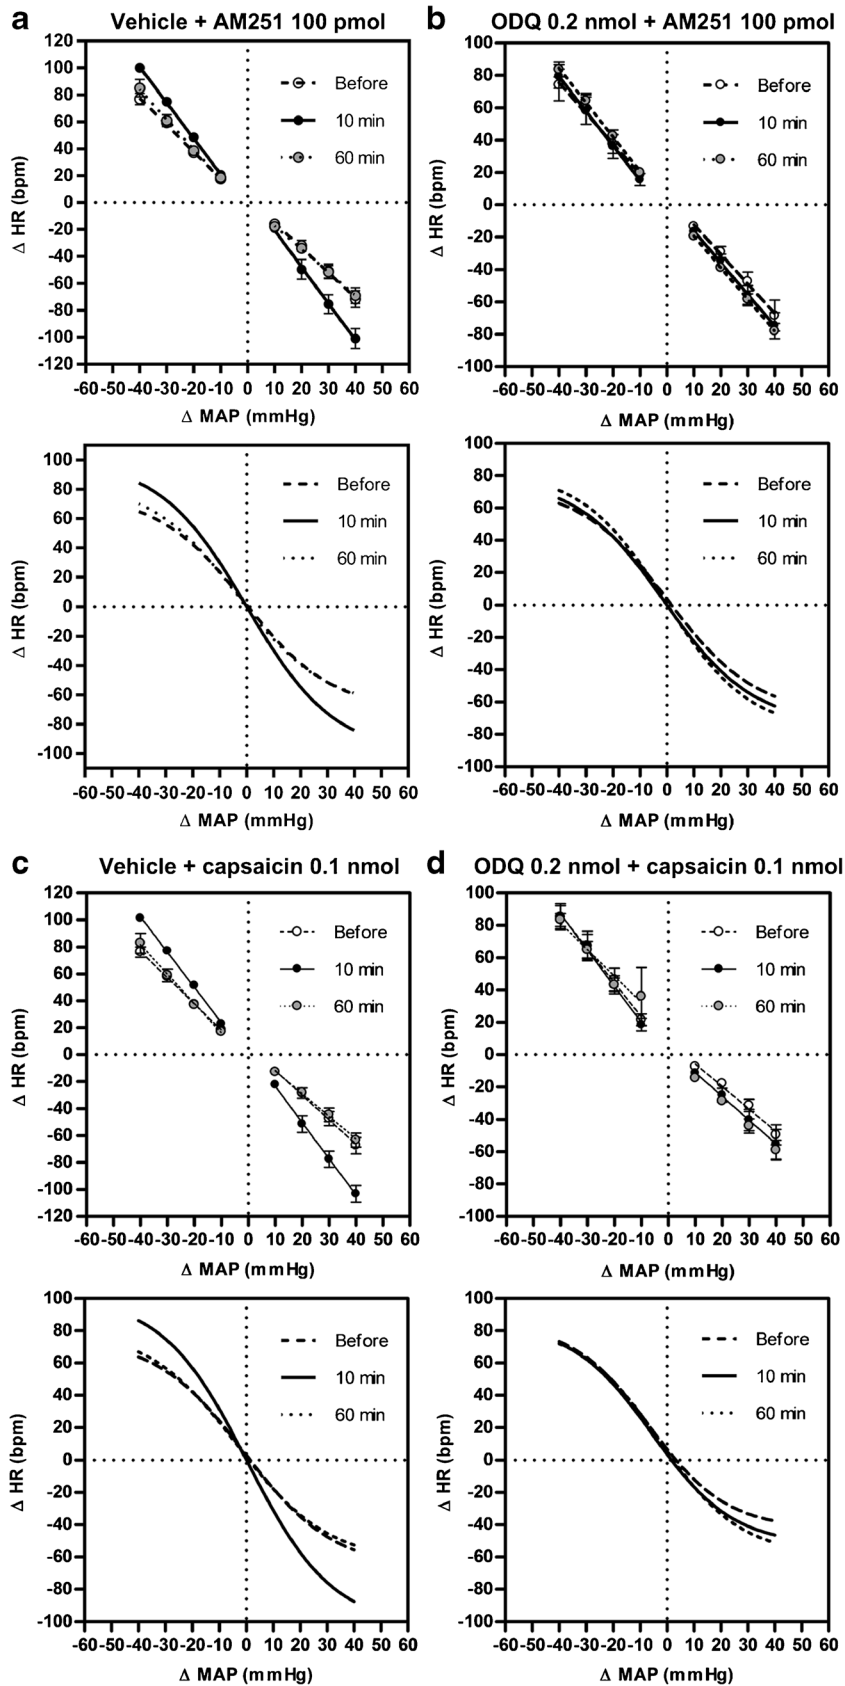 a Vehicle + AM251 100 pmol
120
100
80
60
40
20
0
-20
-40
-60
-80
-100
-120
Δ HR (bpm)
Before
10 min
60 min
-60 -50 -40 -30 -20 -10 0 10 20 30 40 50 60
Δ MAP (mmHg)
b ODQ 0.2 nmol + AM251 100 pmol
100
80
60
40
20
0
-20
-40
-60
-80
-100
Δ HR (bpm)
Before
10 min
60 min
-60 -50 -40 -30 -20 -10 0 10 20 30 40 50 60
Δ MAP (mmHg)
100
80
60
40
20
0
-20
-40
-60
-80
-100
Δ HR (bpm)
Before
10 min
60 min
-60 -50 -40 -30 -20 -10 0 10 20 30 40 50 60
Δ MAP (mmHg)
100
80
60
40
20
0
-20
-40
-60
-80
-100
Δ HR (bpm)
Before
10 min
60 min
-60 -50 -40 -30 -20 -10 0 10 20 30 40 50 60
Δ MAP (mmHg)
c Vehicle + capsaicin 0.1 nmol
120
100
80
60
40
20
0
-20
-40
-60
-80
-100
-120
Δ HR (bpm)
Before
10 min
60 min
-60 -50 -40 -30 -20 -10 0 10 20 30 40 50 60
Δ MAP (mmHg)
d ODQ 0.2 nmol + capsaicin 0.1 nmol
100
80
60
40
20
0
-20
-40
-60
-80
-100
Δ HR (bpm)
Before
10 min
60 min
-60 -50 -40 -30 -20 -10 0 10 20 30 40 50 60
Δ MAP (mmHg)
100
80
60
40
20
0
-20
-40
-60
-80
-100
Δ HR (bpm)
Before
10 min
60 min
-60 -50 -40 -30 -20 -10 0 10 20 30 40 50 60
Δ MAP (mmHg)
100
80
60
40
20
0
-20
-40
-60
-80
-100
Δ HR (bpm)
Before
10 min
60 min
-60 -50 -40 -30 -20 -10 0 10 20 30 40 50 60
Δ MAP (mmHg)